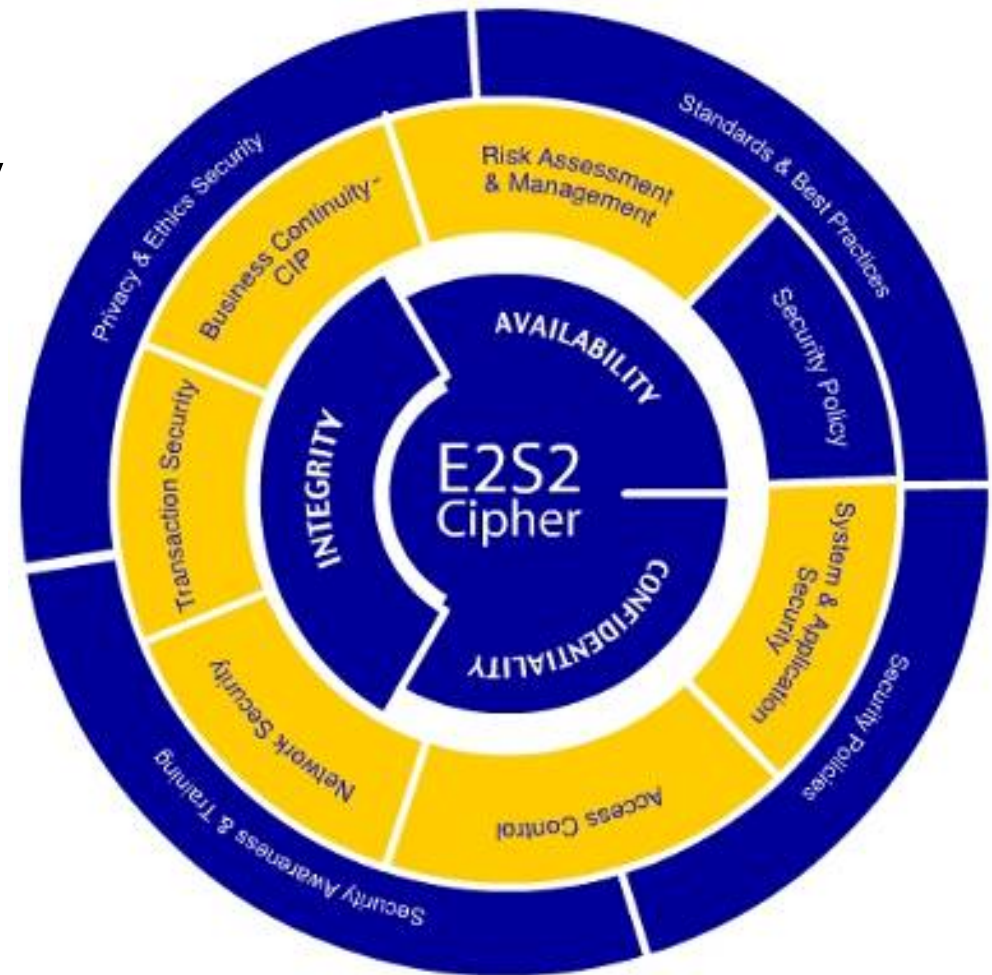 Standards & Best Practices
Security Policies
Security Awareness & Training
Privacy & Ethics Security
Risk Assessment
& Management
Security Policy
System & Application
Security
Access Control
Network Security
Transaction Security
Business Continuity -
CIP
AVAILABILITY
CONFIDENTIALITY
INTEGRITY
E2S2
Cipher